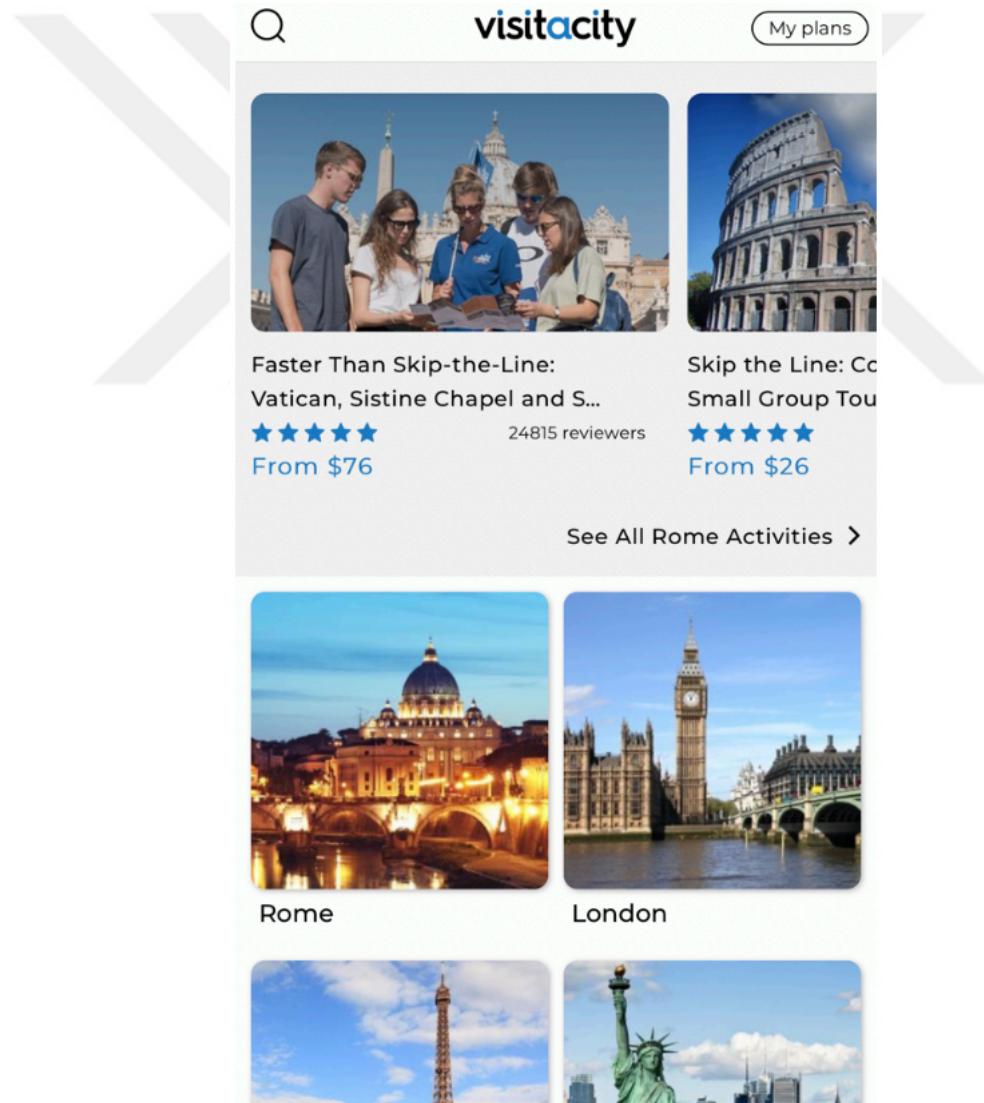 visitacity
My plans
Faster Than Skip-the-Line:
Vatican, Sistine Chapel and S...
24815 reviewers
From $76
Skip the Line: Co
Small Group Tou
From $26
See All Rome Activities
Rome
London